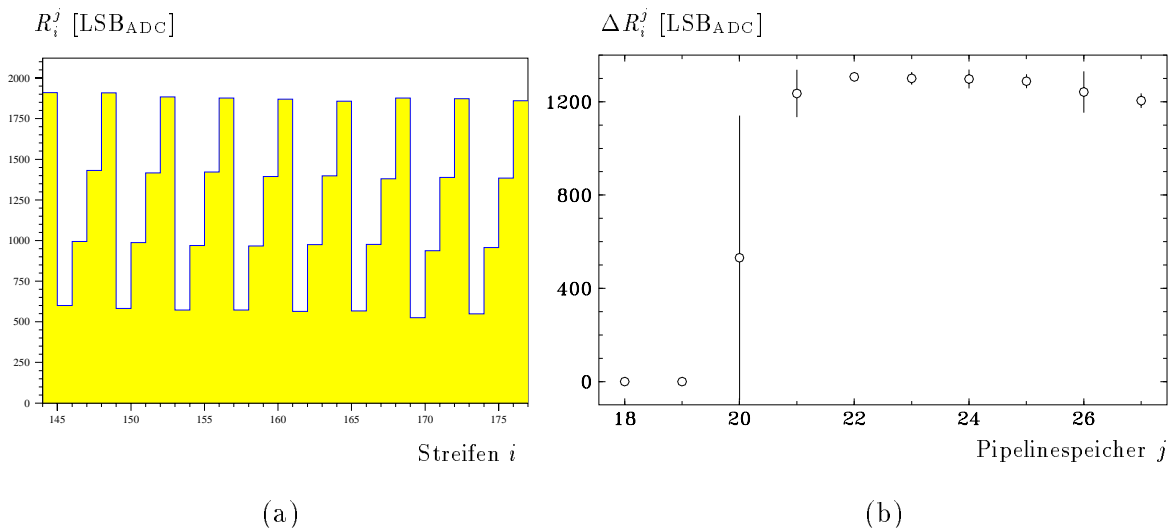 R_i^j [LSB_ADC]
2000
1750
1500
1250
1000
750
500
250
0
145 150 155 160 165 170 175
Streifen i
(a)
ΔR_i^j [LSB_ADC]
1200
800
400
0
18 20 22 24 26
Pipelinespeicher j
(b)